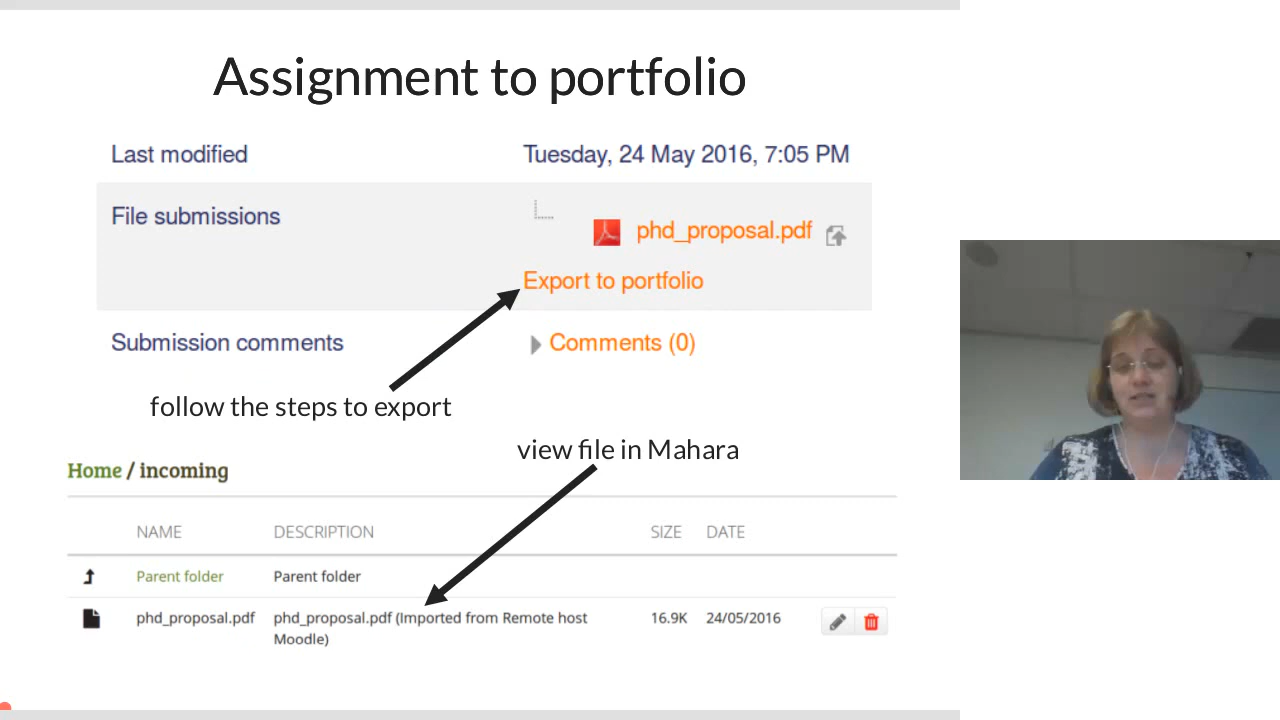 Assignment to portfolio
Last modified Tuesday, 24 May 2016, 7:05 PM
File submissions
phd_proposal.pdf
Export to portfolio
Submission comments Comments (0)
follow the steps to export
view file in Mahara
Home / incoming
NAME DESCRIPTION SIZE DATE
Parent folder Parent folder
phd_proposal.pdf phd_proposal.pdf (Imported from Remote host 16.9K 24/05/2016
Moodle)